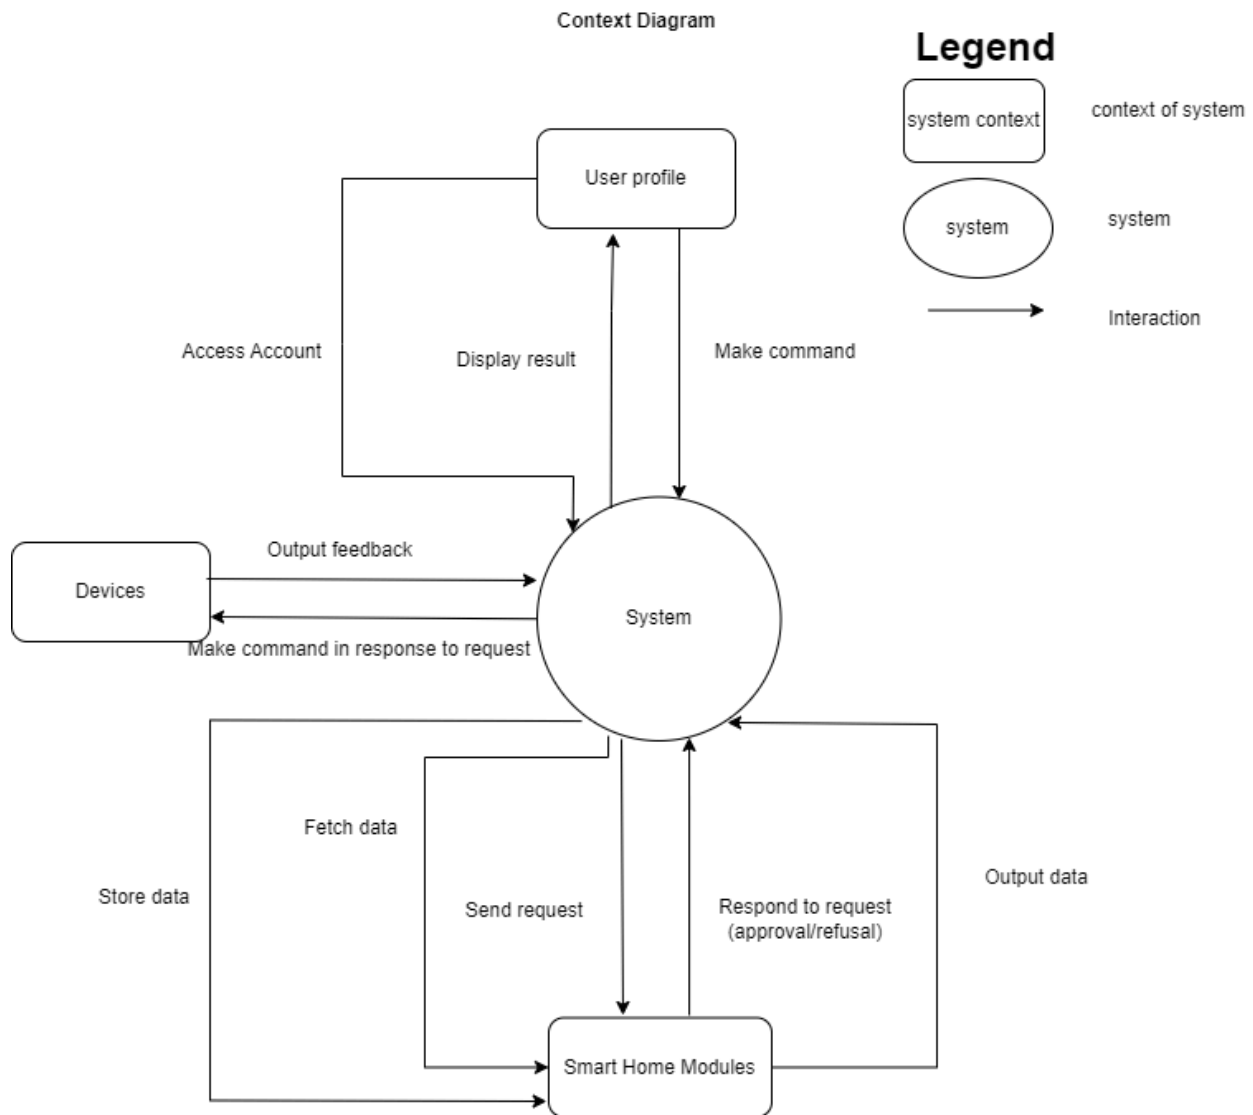 Context Diagram
Legend
system context
context of system
User profile
system
system
Interaction
Access Account
Display result
Make command
Output feedback
Devices
System
Make command in response to request
Fetch data
Store data
Send request
Respond to request
(approval/refusal)
Output data
Smart Home Modules